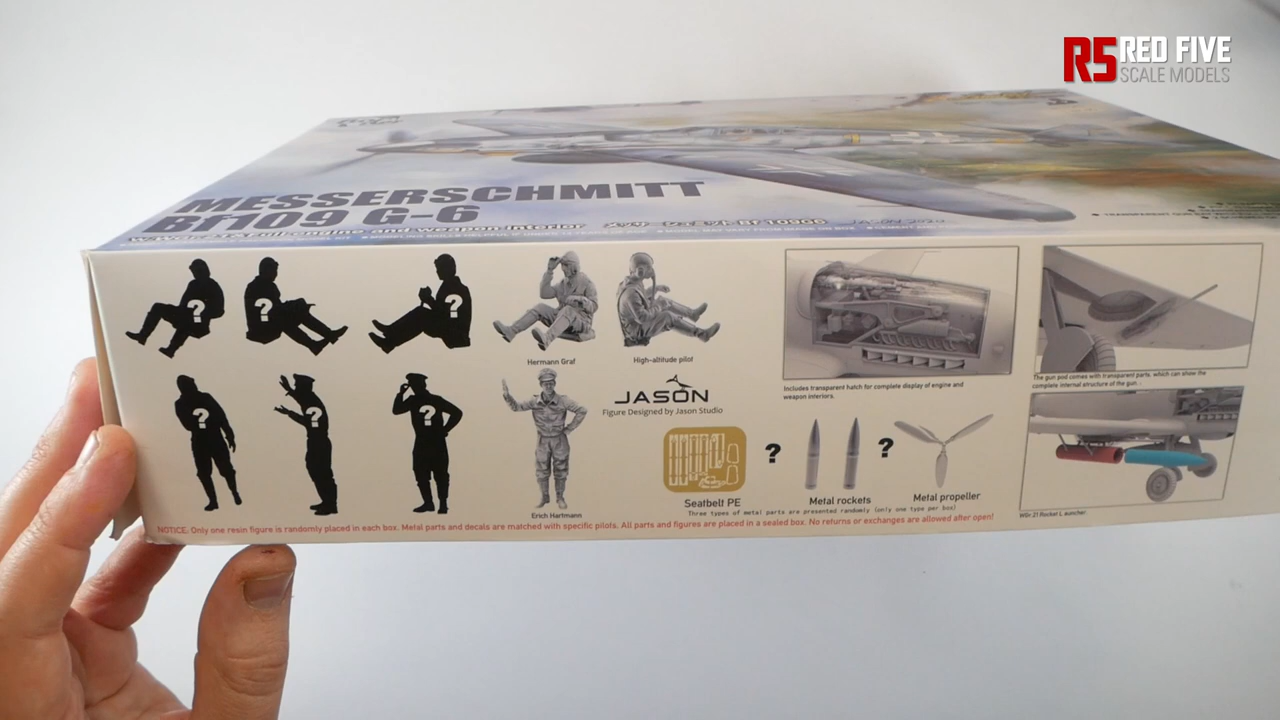 R5 RED FIVE
SCALE MODELS
MESSERSCHMITT
Bf109 G-6
engine and weapon interior
JASON
?
?
?
Hermann Graf
High-altitude pilot
?
?
?
Erich Hartmann
JASON
Figure Designed by Jason Studio
Seatbelt PE
?
Metal rockets
?
Metal propeller
Three types of metal parts are presented randomly (only one type per box)
Includes transparent hatch for complete display of engine and
weapon interiors.
The gun pod comes with transparent parts, which can show the
complete internal structure of the gun.
WGr 21 Rocket Launcher
NOTICE. Only one resin figure is randomly placed in each box. Metal parts and decals are matched with specific pilots. All parts and figures are placed in a sealed box. No returns or exchanges are allowed after open!